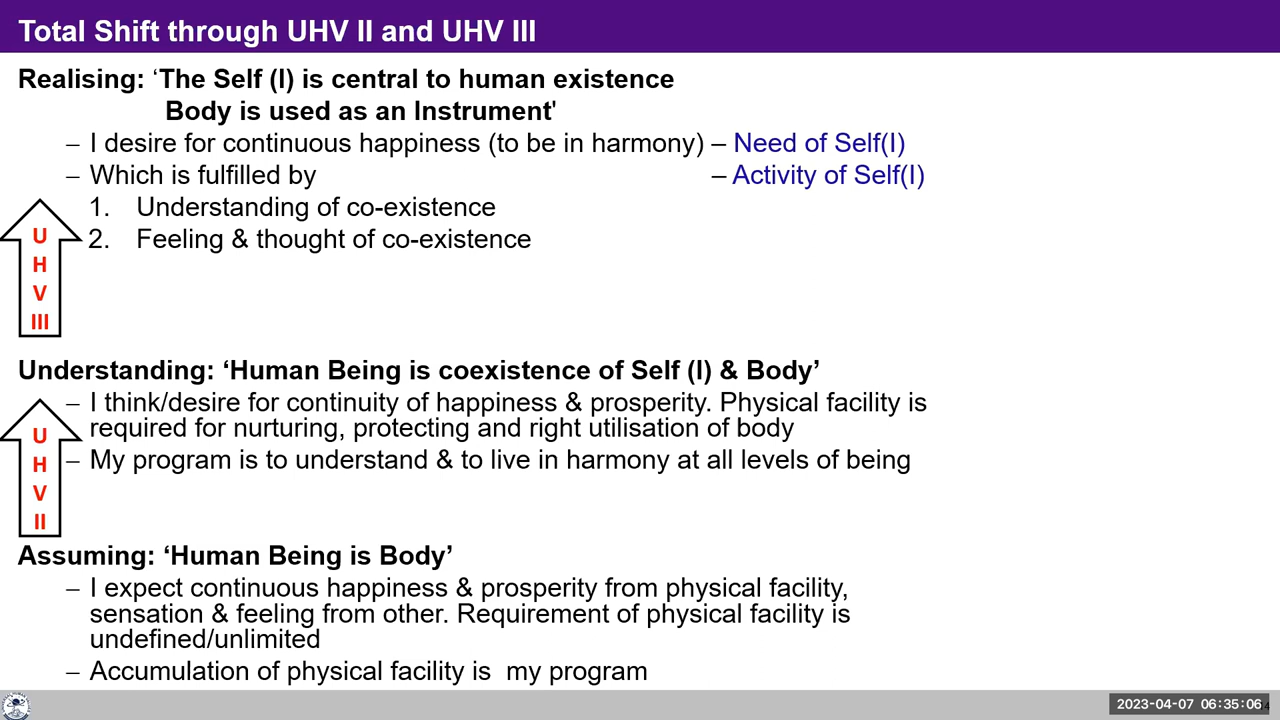 Total Shift through UHV II and UHV III
Realising: ‘The Self (I) is central to human existence
Body is used as an Instrument'
– I desire for continuous happiness (to be in harmony) – Need of Self(I)
– Which is fulfilled by – Activity of Self(I)
1. Understanding of co-existence
2. Feeling & thought of co-existence
U
H
V
III
Understanding: ‘Human Being is coexistence of Self (I) & Body’
– I think/desire for continuity of happiness & prosperity. Physical facility is
required for nurturing, protecting and right utilisation of body
– My program is to understand & to live in harmony at all levels of being
U
H
V
II
Assuming: ‘Human Being is Body’
– I expect continuous happiness & prosperity from physical facility,
sensation & feeling from other. Requirement of physical facility is
undefined/unlimited
– Accumulation of physical facility is my program
2023-04-07 06:35:06